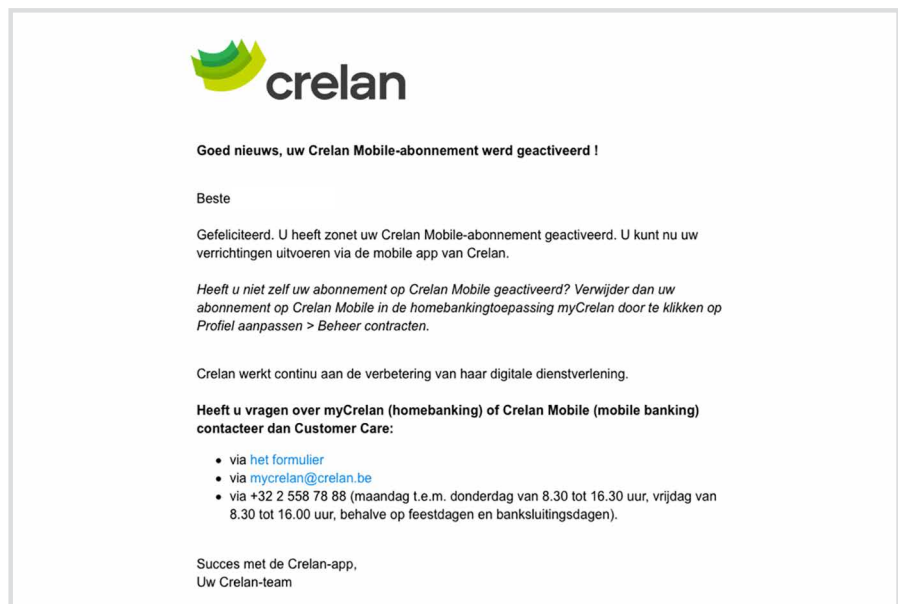 crelan
Goed nieuws, uw Crelan Mobile-abonnement werd geactiveerd !
Beste
Gefeliciteerd. U heeft zonet uw Crelan Mobile-abonnement geactiveerd. U kunt nu uw
verrichtingen uitvoeren via de mobile app van Crelan.
Heeft u niet zelf uw abonnement op Crelan Mobile geactiveerd? Verwijder dan uw
abonnement op Crelan Mobile in de homebankingtoepassing myCrelan door te klikken op
Profiel aanpassen > Beheer contracten.
Crelan werkt continu aan de verbetering van haar digitale dienstverlening.
Heeft u vragen over myCrelan (homebanking) of Crelan Mobile (mobile banking)
contacteer dan Customer Care:
• via het formulier
• via mycrelan@crelan.be
• via +32 2 558 78 88 (maandag t.e.m. donderdag van 8.30 tot 16.30 uur, vrijdag van
8.30 tot 16.00 uur, behalve op feestdagen en banksluitingsdagen).
Succes met de Crelan-app,
Uw Crelan-team